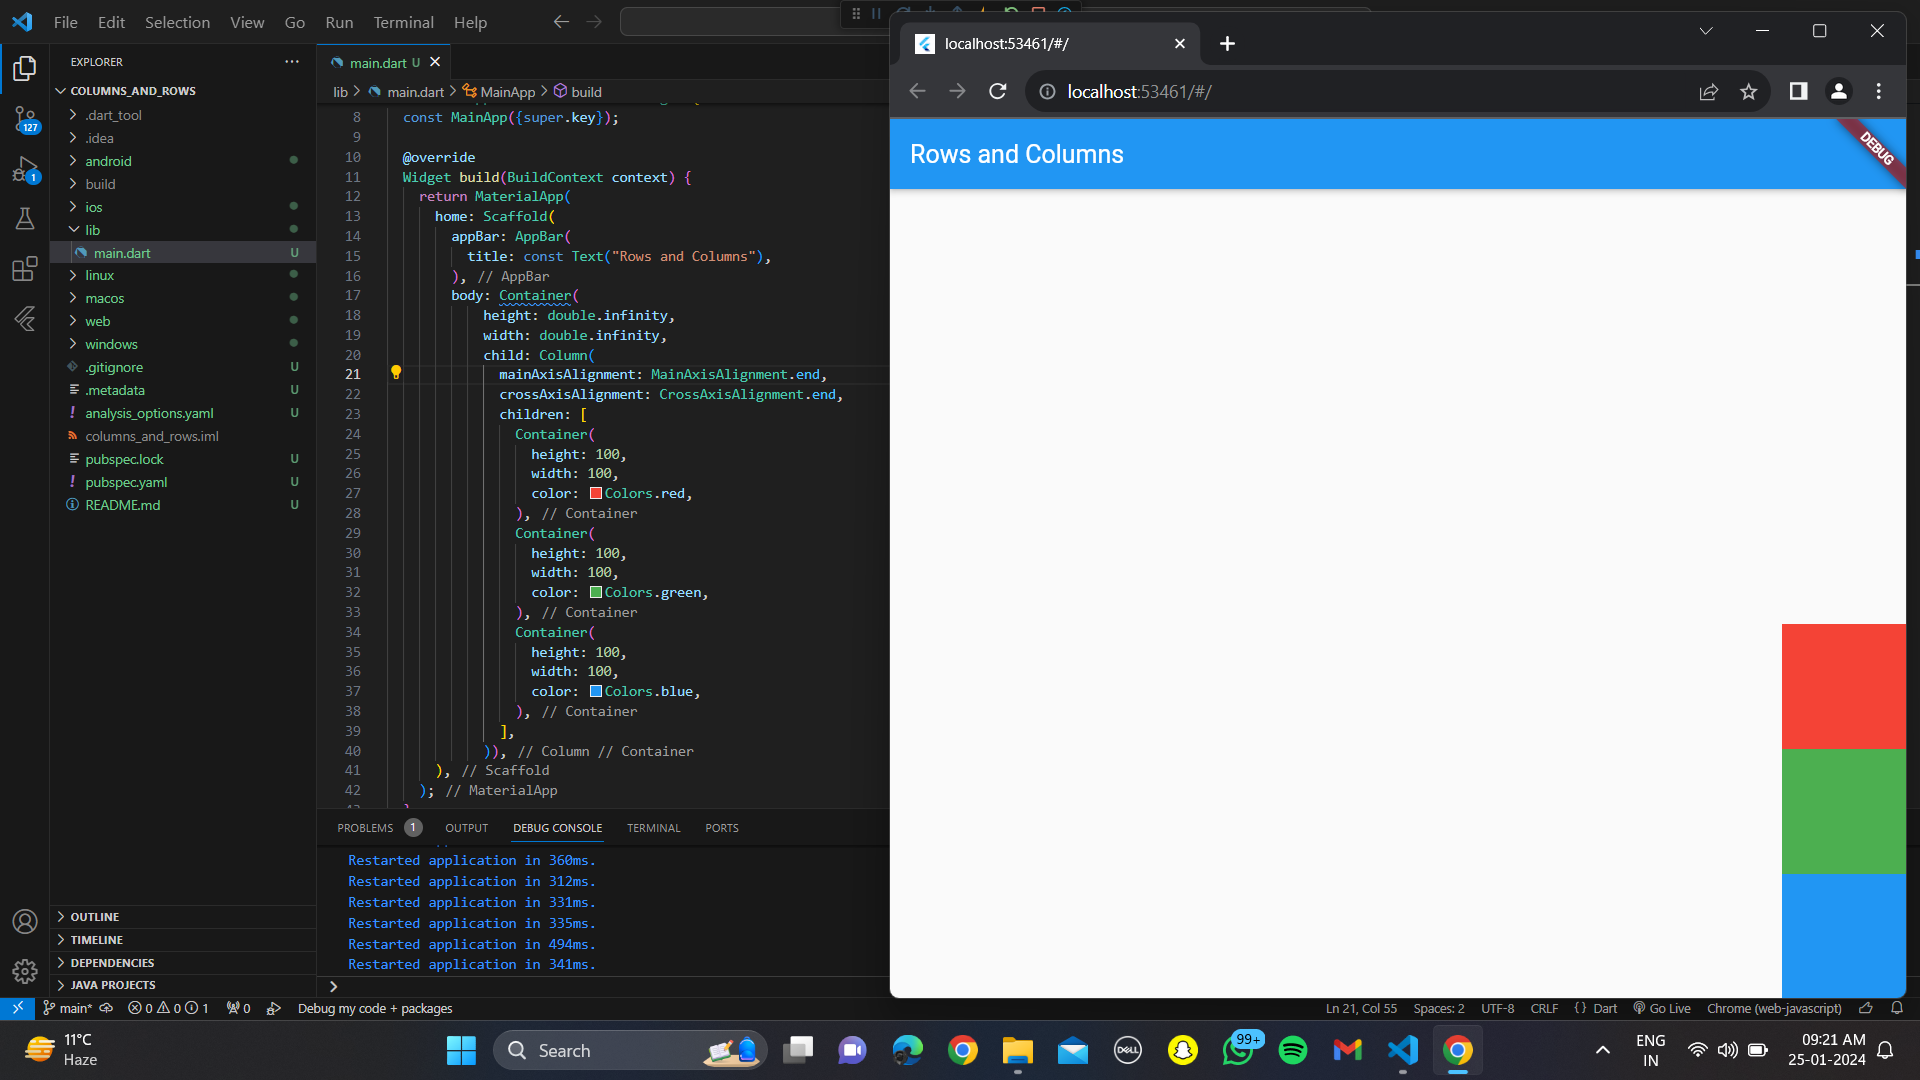 File Edit Selection View Go Run Terminal Help
EXPLORER
COLUMNS_AND_ROWS
.dart_tool
.idea
android
build
ios
lib
main.dart U
linux
macos
web
windows
.gitignore U
.metadata U
analysis_options.yaml U
columns_and_rows.iml
pubspec.lock U
pubspec.yaml U
README.md U
127
1
OUTLINE
TIMELINE
DEPENDENCIES
JAVA PROJECTS
main.dart U
lib > main.dart > MainApp > build
8 const MainApp({super.key});
9
10 @override
11 Widget build(BuildContext context) {
12 return MaterialApp(
13 home: Scaffold(
14 appBar: AppBar(
15 title: const Text("Rows and Columns"),
16 ), // AppBar
17 body: Container(
18 height: double.infinity,
19 width: double.infinity,
20 child: Column(
21 mainAxisAlignment: MainAxisAlignment.end,
22 crossAxisAlignment: CrossAxisAlignment.end,
23 children: [
24 Container(
25 height: 100,
26 width: 100,
27 color: Colors.red,
28 ), // Container
29 Container(
30 height: 100,
31 width: 100,
32 color: Colors.green,
33 ), // Container
34 Container(
35 height: 100,
36 width: 100,
37 color: Colors.blue,
38 ), // Container
39 ],
40 )), // Column // Container
41 ), // Scaffold
42 ); // MaterialApp
PROBLEMS 1 OUTPUT DEBUG CONSOLE TERMINAL PORTS
Restarted application in 360ms.
Restarted application in 312ms.
Restarted application in 331ms.
Restarted application in 335ms.
Restarted application in 494ms.
Restarted application in 341ms.
localhost:53461/#/
localhost:53461/#/
Rows and Columns
DEBUG
main* 0 0 1 0 Debug my code + packages Ln 21, Col 55 Spaces: 2 UTF-8 CRLF {} Dart Go Live Chrome (web-javascript)
11°C
Haze
Search
DELL
99+
ENG
IN
09:21 AM
25-01-2024